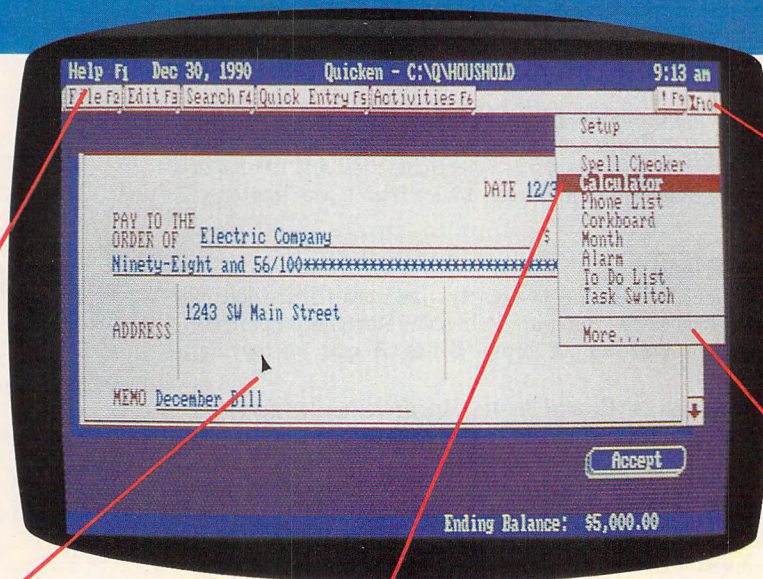 Help F1 Dec 30, 1990 Quicken - C:\Q\HOUSHOLD 9:13 am
File F2 Edit F3 Search F4 Quick Entry F5 Activities F6 ! F9 XF10
Setup
Spell Checker
Calculator
Phone List
Corkboard
Month
Alarm
To Do List
Task Switch
More...
DATE 12/3
PAY TO THE
ORDER OF Electric Company $
Ninety-Eight and 56/100**************************************
ADDRESS 1243 SW Main Street
MEMO December Bill
Accept
Ending Balance: $5,000.00